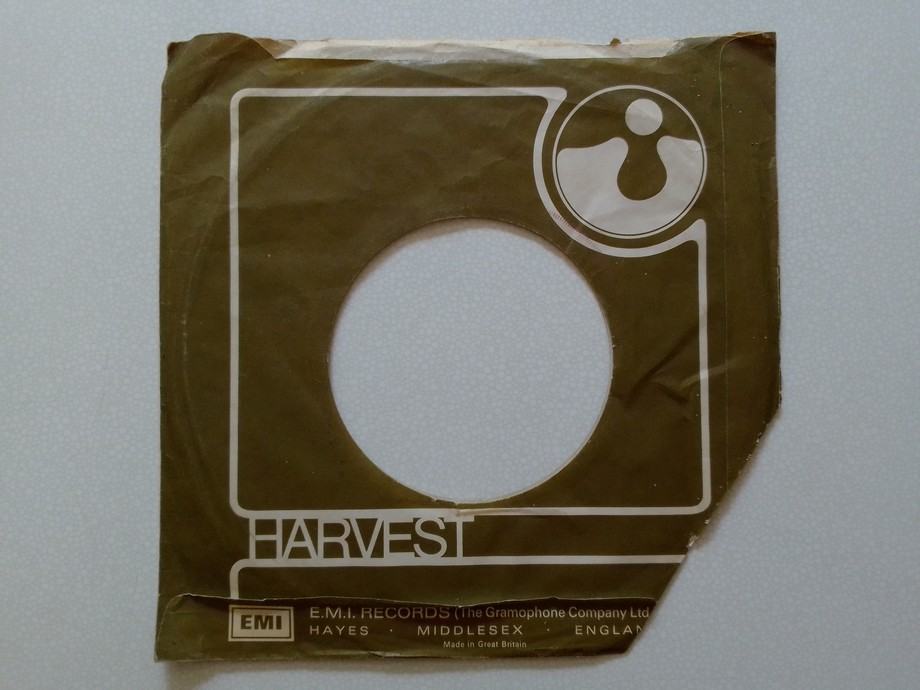 HARVEST
EMI
E.M.I. RECORDS (The Gramophone Company Ltd
HAYES · MIDDLESEX · ENGLAN
Made in Great Britain